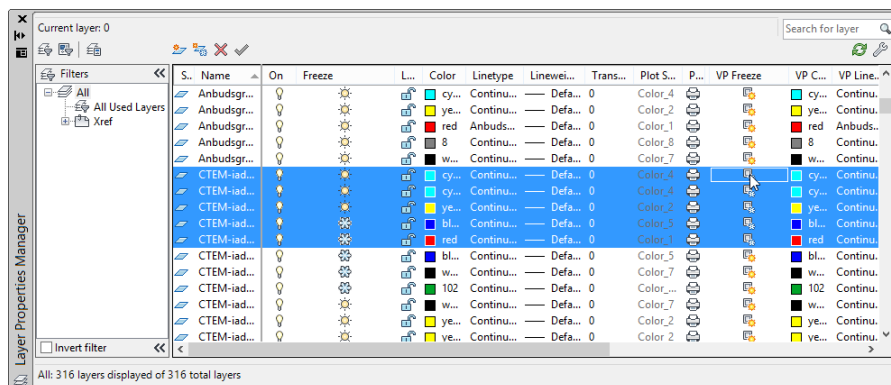 Current layer: 0
Search for layer
Filters
All
All Used Layers
Xref
Invert filter
Layer Properties Manager
S.. Name On Freeze L... Color Linetype Linewei... Trans... Plot S... P... VP Freeze VP C... VP Line..
Anbudsgr... cy... Continu... Defa... 0 Color_4 cy... Continu.
Anbudsgr... ye... Continu... Defa... 0 Color_2 ye... Continu.
Anbudsgr... red Anbuds... Defa... 0 Color_1 red Anbuds.
Anbudsgr... 8 Continu... Defa... 0 Color_8 8 Continu.
Anbudsgr... w... Continu... Defa... 0 Color_7 w... Continu.
CTEM-iad... cy... Continu... Defa... 0 Color_4 cy... Continu.
CTEM-iad... cy... Continu... Defa... 0 Color_4 cy... Continu.
CTEM-iad... ye... Continu... Defa... 0 Color_2 ye... Continu.
CTEM-iad... bl... Continu... Defa... 0 Color_5 bl... Continu.
CTEM-iad... red Continu... Defa... 0 Color_1 red Continu.
CTEM-iad... bl... Continu... Defa... 0 Color_5 bl... Continu.
CTEM-iad... w... Continu... Defa... 0 Color_7 w... Continu.
CTEM-iad... 102 Continu... Defa... 0 Color_... 102 Continu.
CTEM-iad... w... Continu... Defa... 0 Color_7 w... Continu.
CTEM-iad... ye... Continu... Defa... 0 Color_2 ye... Continu.
CTEM-iad... ye... Continu... Defa... 0 Color_2 ye... Continu.
All: 316 layers displayed of 316 total layers